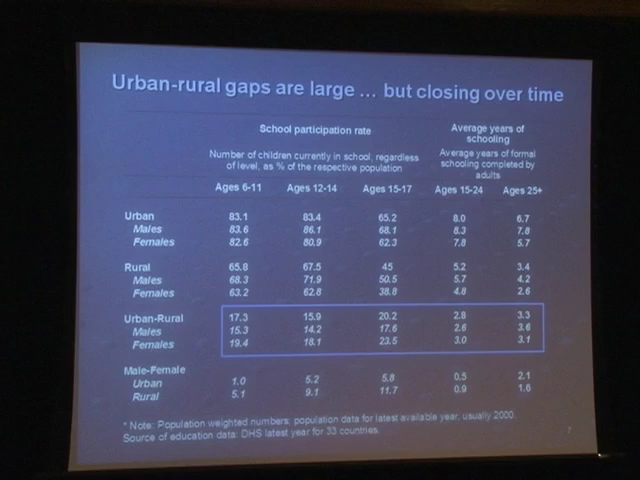 Urban-rural gaps are large … but closing over time
School participation rate Average years of schooling
Number of children currently in school, regardless of level, as % of the respective population Average years of formal schooling completed by adults
Ages 6-11 Ages 12-14 Ages 15-17 Ages 15-24 Ages 25+
Urban 83.1 83.4 65.2 8.0 6.7
Males 83.6 86.1 68.1 8.3 7.8
Females 82.6 80.9 62.3 7.8 5.7
Rural 65.8 67.5 45 5.2 3.4
Males 68.3 71.9 50.5 5.7 4.2
Females 63.2 62.8 38.8 4.8 2.6
Urban-Rural 17.3 15.9 20.2 2.8 3.3
Males 15.3 14.2 17.6 2.6 3.6
Females 19.4 18.1 23.5 3.0 3.1
Male-Female
Urban 1.0 5.2 5.8 0.5 2.1
Rural 5.1 9.1 11.7 0.9 1.6
* Note: Population weighted numbers; population data for latest available year, usually 2000.
Source of education data: DHS latest year for 33 countries.
7